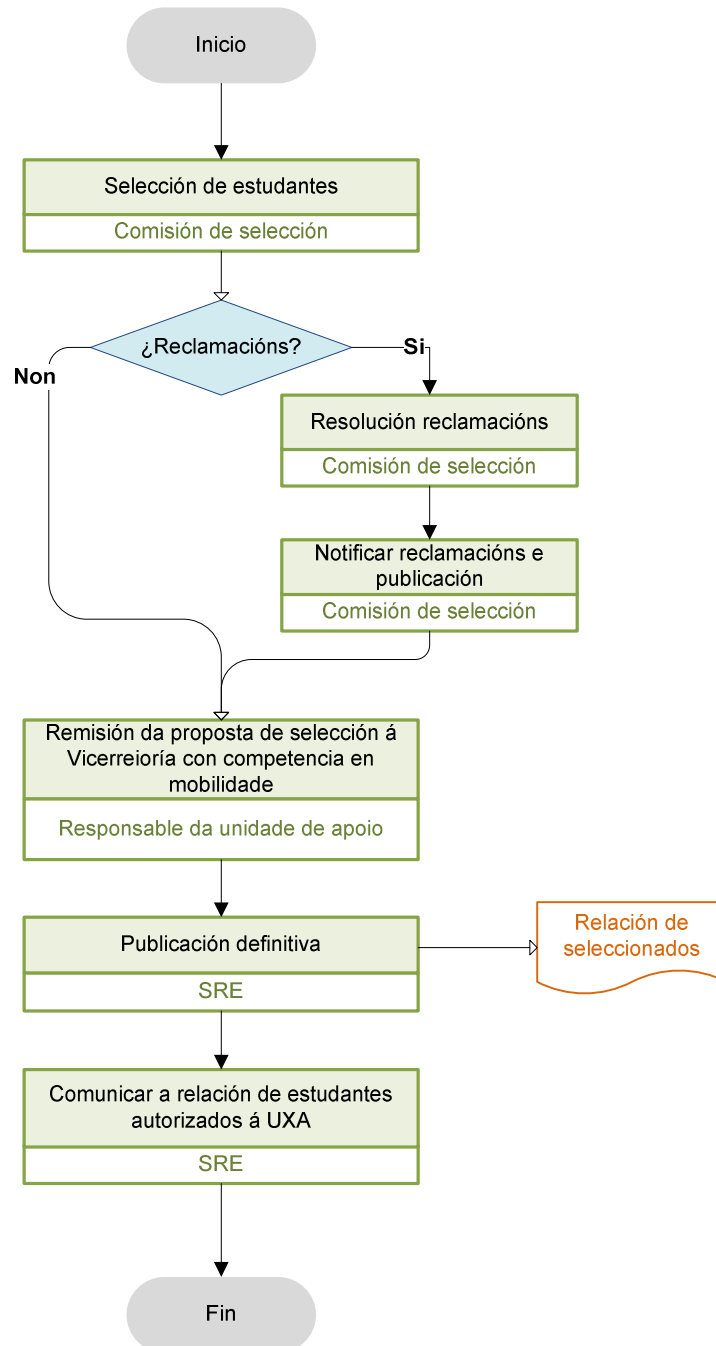 Inicio
Selección de estudantes
Comisión de selección
¿Reclamacións?
Si
Non
Resolución reclamacións
Comisión de selección
Notificar reclamacións e
publicación
Comisión de selección
Remisión da proposta de selección á
Vicerreioría con competencia en
mobilidade
Responsable da unidade de apoio
Publicación definitiva
SRE
Relación de
seleccionados
Comunicar a relación de estudantes
autorizados á UXA
SRE
Fin